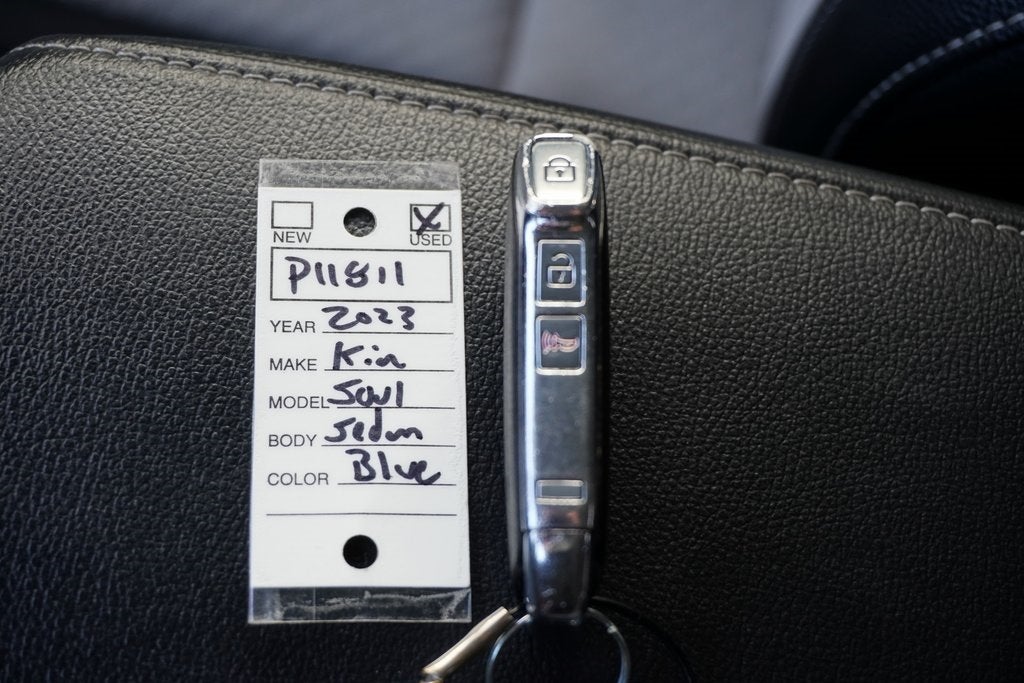 NEW USED
P11811
YEAR 2023
MAKE Kia
MODEL Soul
BODY Sedan
COLOR Blue